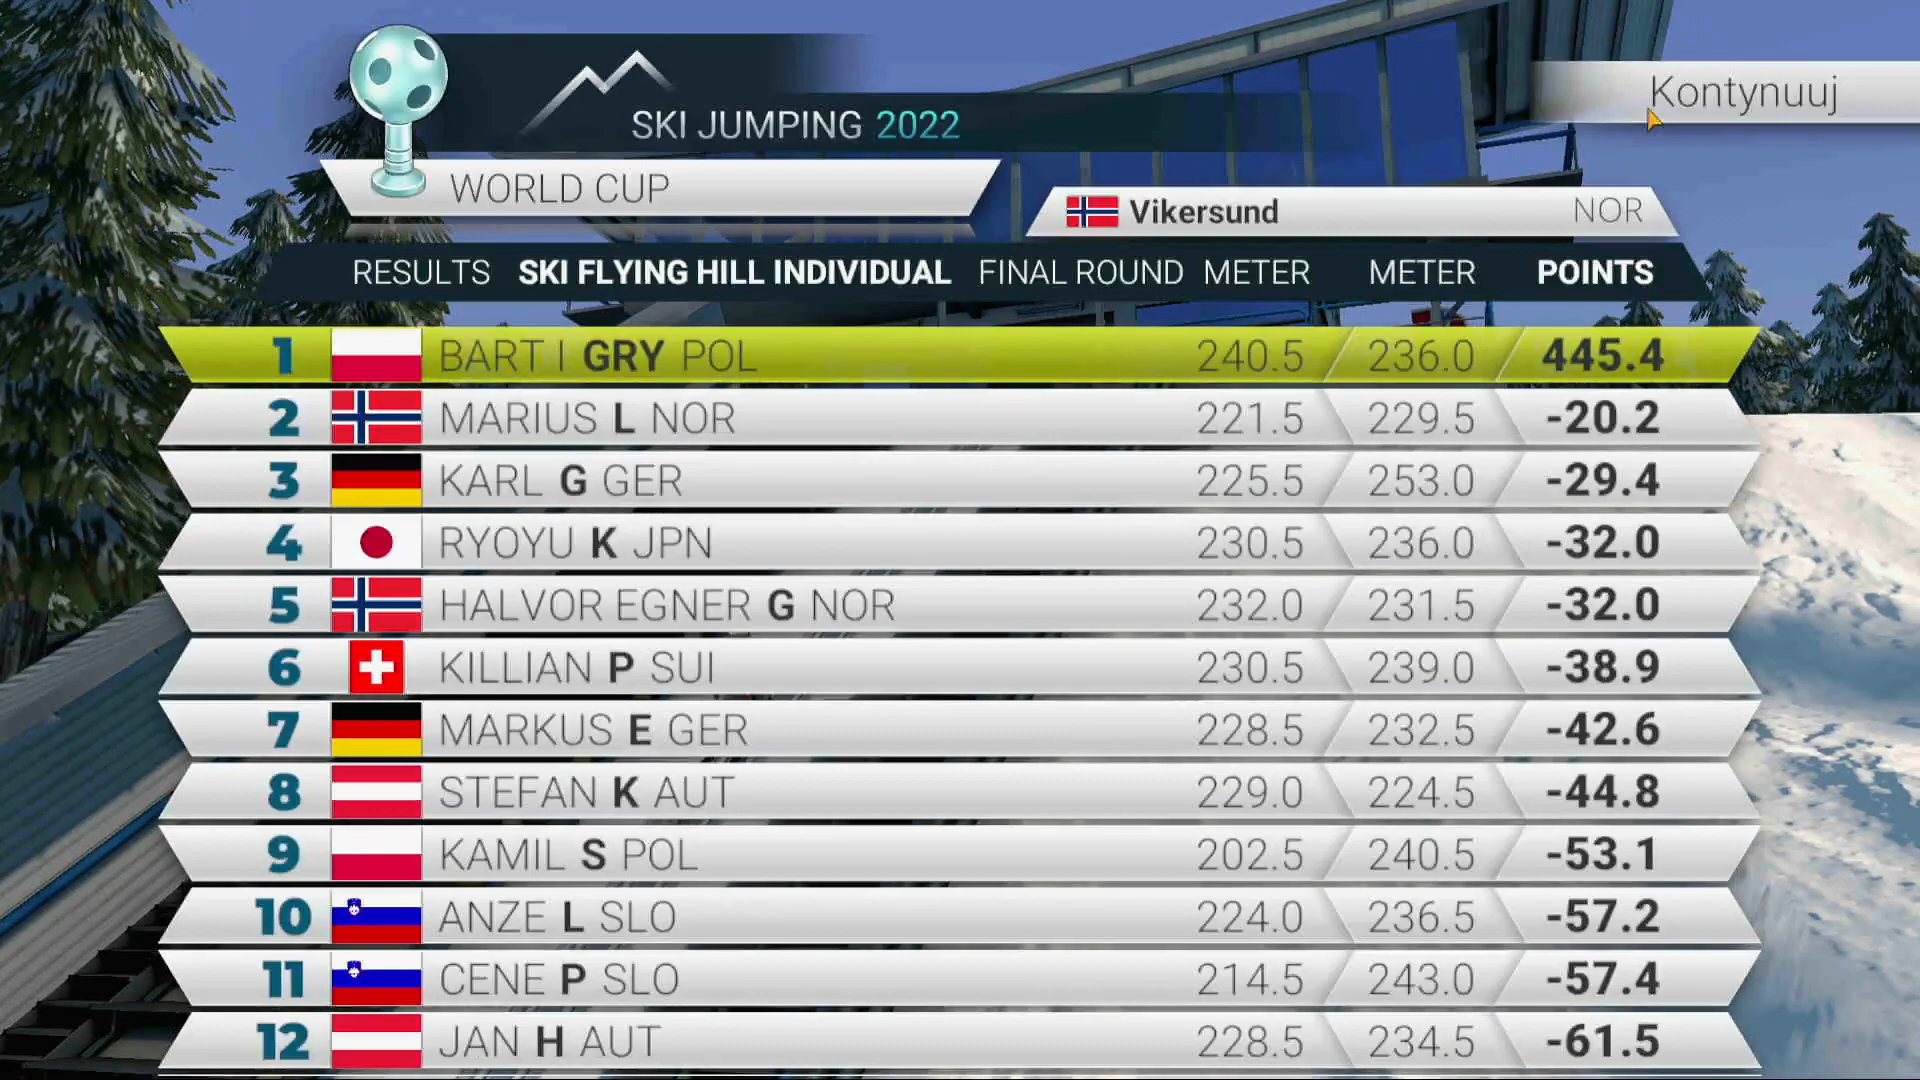 SKI JUMPING 2022
Kontynuuj
WORLD CUP
Vikersund NOR
RESULTS SKI FLYING HILL INDIVIDUAL FINAL ROUND METER METER POINTS
1 BART I GRY POL 240.5 236.0 445.4
2 MARIUS L NOR 221.5 229.5 -20.2
3 KARL G GER 225.5 253.0 -29.4
4 RYOYU K JPN 230.5 236.0 -32.0
5 HALVOR EGNER G NOR 232.0 231.5 -32.0
6 KILLIAN P SUI 230.5 239.0 -38.9
7 MARKUS E GER 228.5 232.5 -42.6
8 STEFAN K AUT 229.0 224.5 -44.8
9 KAMIL S POL 202.5 240.5 -53.1
10 ANZE L SLO 224.0 236.5 -57.2
11 CENE P SLO 214.5 243.0 -57.4
12 JAN H AUT 228.5 234.5 -61.5